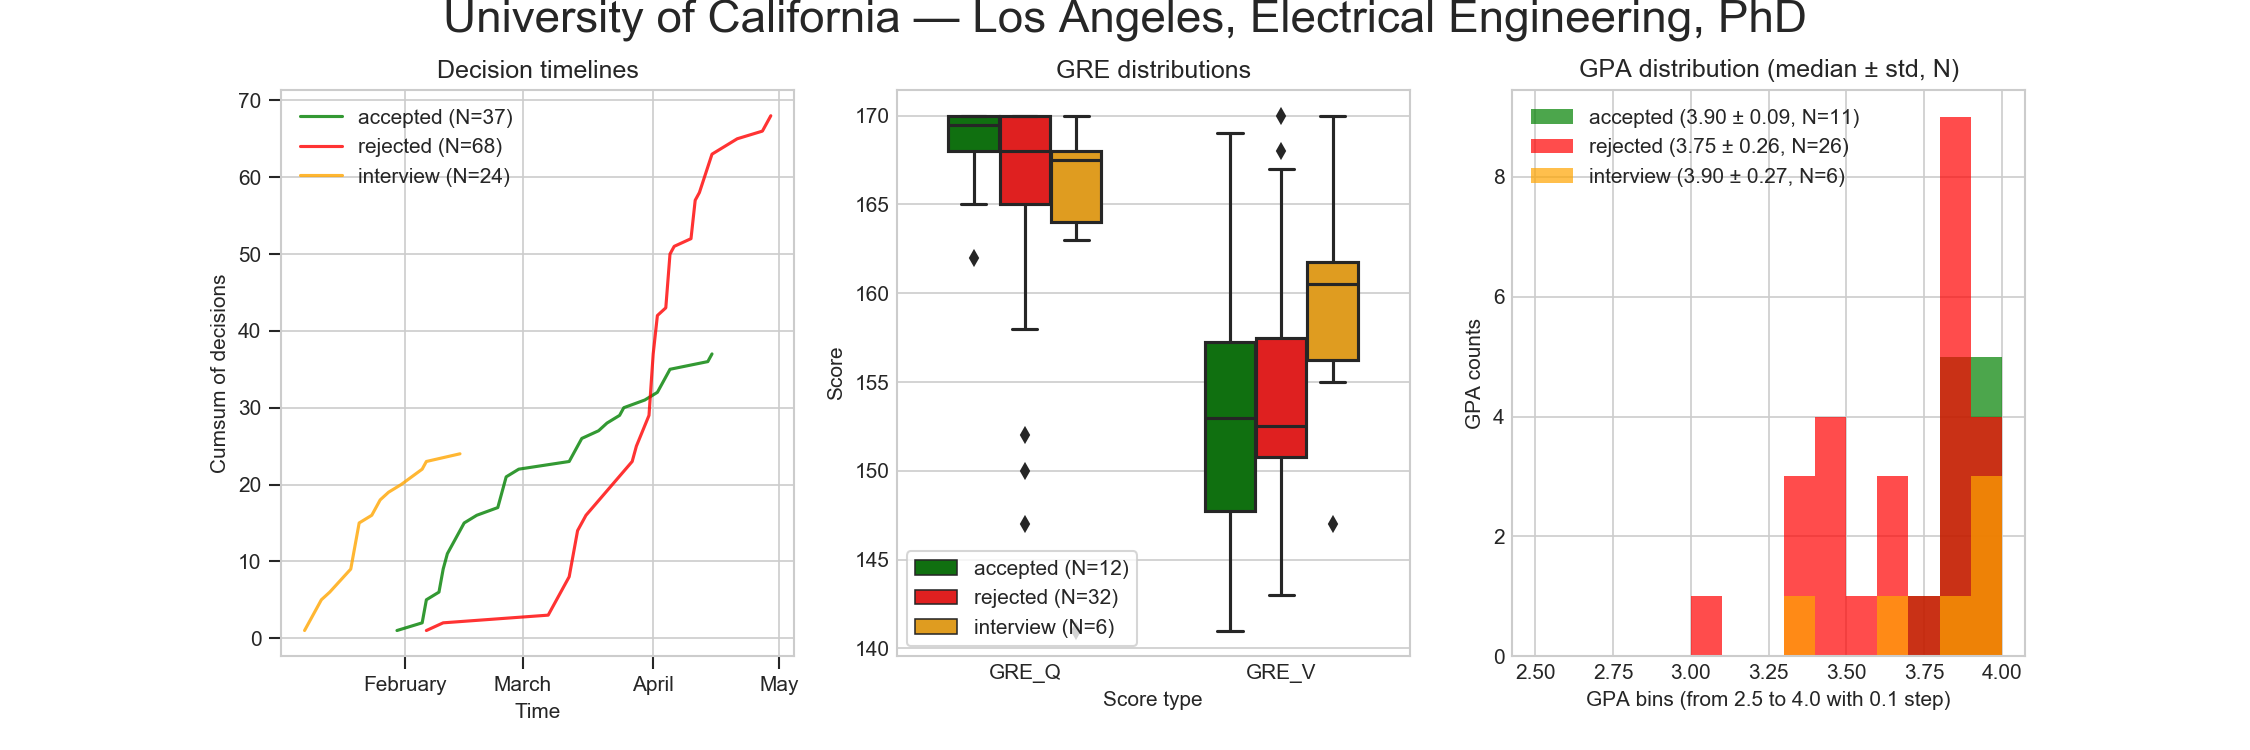 University of California — Los Angeles, Electrical Engineering, PhD
Decision timelines
70
60
50
40
30
20
10
0
Cumsum of decisions
accepted (N=37)
rejected (N=68)
interview (N=24)
February March April May
Time
GRE distributions
170
165
160
155
150
145
140
Score
accepted (N=12)
rejected (N=32)
interview (N=6)
GRE_Q GRE_V
Score type
GPA distribution (median ± std, N)
8
6
4
2
0
GPA counts
accepted (3.90 ± 0.09, N=11)
rejected (3.75 ± 0.26, N=26)
interview (3.90 ± 0.27, N=6)
2.50 2.75 3.00 3.25 3.50 3.75 4.00
GPA bins (from 2.5 to 4.0 with 0.1 step)